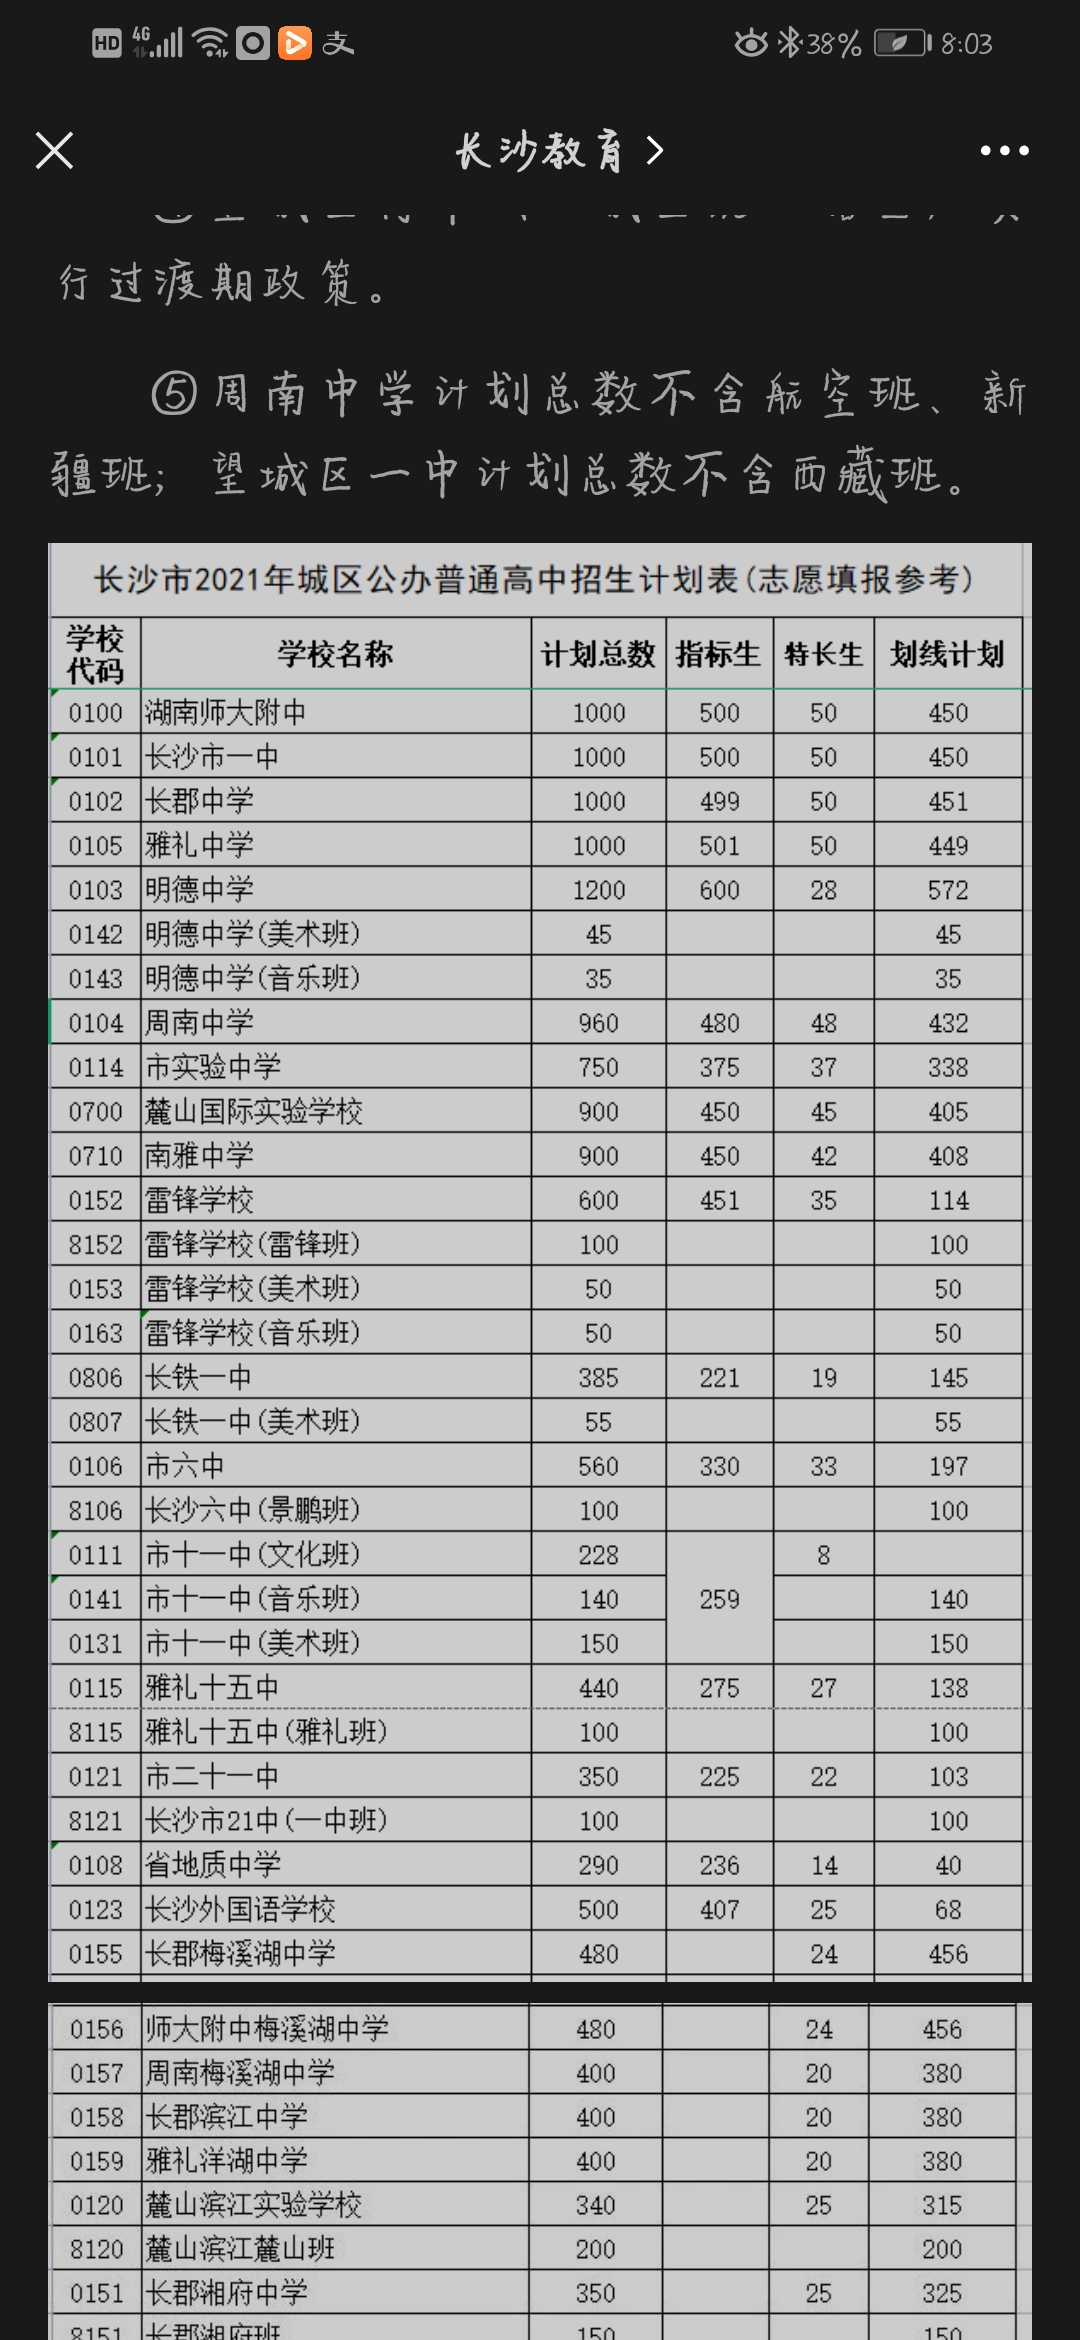 HD 4G 支 38% 8:03
长沙教育
行过渡期政策。
⑤周南中学计划总数不含航空班、新
疆班;望城区一中计划总数不含西藏班。
长沙市2021年城区公办普通高中招生计划表(志愿填报参考)
学校代码 学校名称 计划总数 指标生 特长生 划线计划
0100 湖南师大附中 1000 500 50 450
0101 长沙市一中 1000 500 50 450
0102 长郡中学 1000 499 50 451
0105 雅礼中学 1000 501 50 449
0103 明德中学 1200 600 28 572
0142 明德中学(美术班) 45 45
0143 明德中学(音乐班) 35 35
0104 周南中学 960 480 48 432
0114 市实验中学 750 375 37 338
0700 麓山国际实验学校 900 450 45 405
0710 南雅中学 900 450 42 408
0152 雷锋学校 600 451 35 114
8152 雷锋学校(雷锋班) 100 100
0153 雷锋学校(美术班) 50 50
0163 雷锋学校(音乐班) 50 50
0806 长铁一中 385 221 19 145
0807 长铁一中(美术班) 55 55
0106 市六中 560 330 33 197
8106 长沙六中(景鹏班) 100 100
0111 市十一中(文化班) 228 8
0141 市十一中(音乐班) 140 259 140
0131 市十一中(美术班) 150 150
0115 雅礼十五中 440 275 27 138
8115 雅礼十五中(雅礼班) 100 100
0121 市二十一中 350 225 22 103
8121 长沙市21中(一中班) 100 100
0108 省地质中学 290 236 14 40
0123 长沙外国语学校 500 407 25 68
0155 长郡梅溪湖中学 480 24 456
0156 师大附中梅溪湖中学 480 24 456
0157 周南梅溪湖中学 400 20 380
0158 长郡滨江中学 400 20 380
0159 雅礼洋湖中学 400 20 380
0120 麓山滨江实验学校 340 25 315
8120 麓山滨江麓山班 200 200
0151 长郡湘府中学 350 25 325
8151 长郡湘府班 150 150